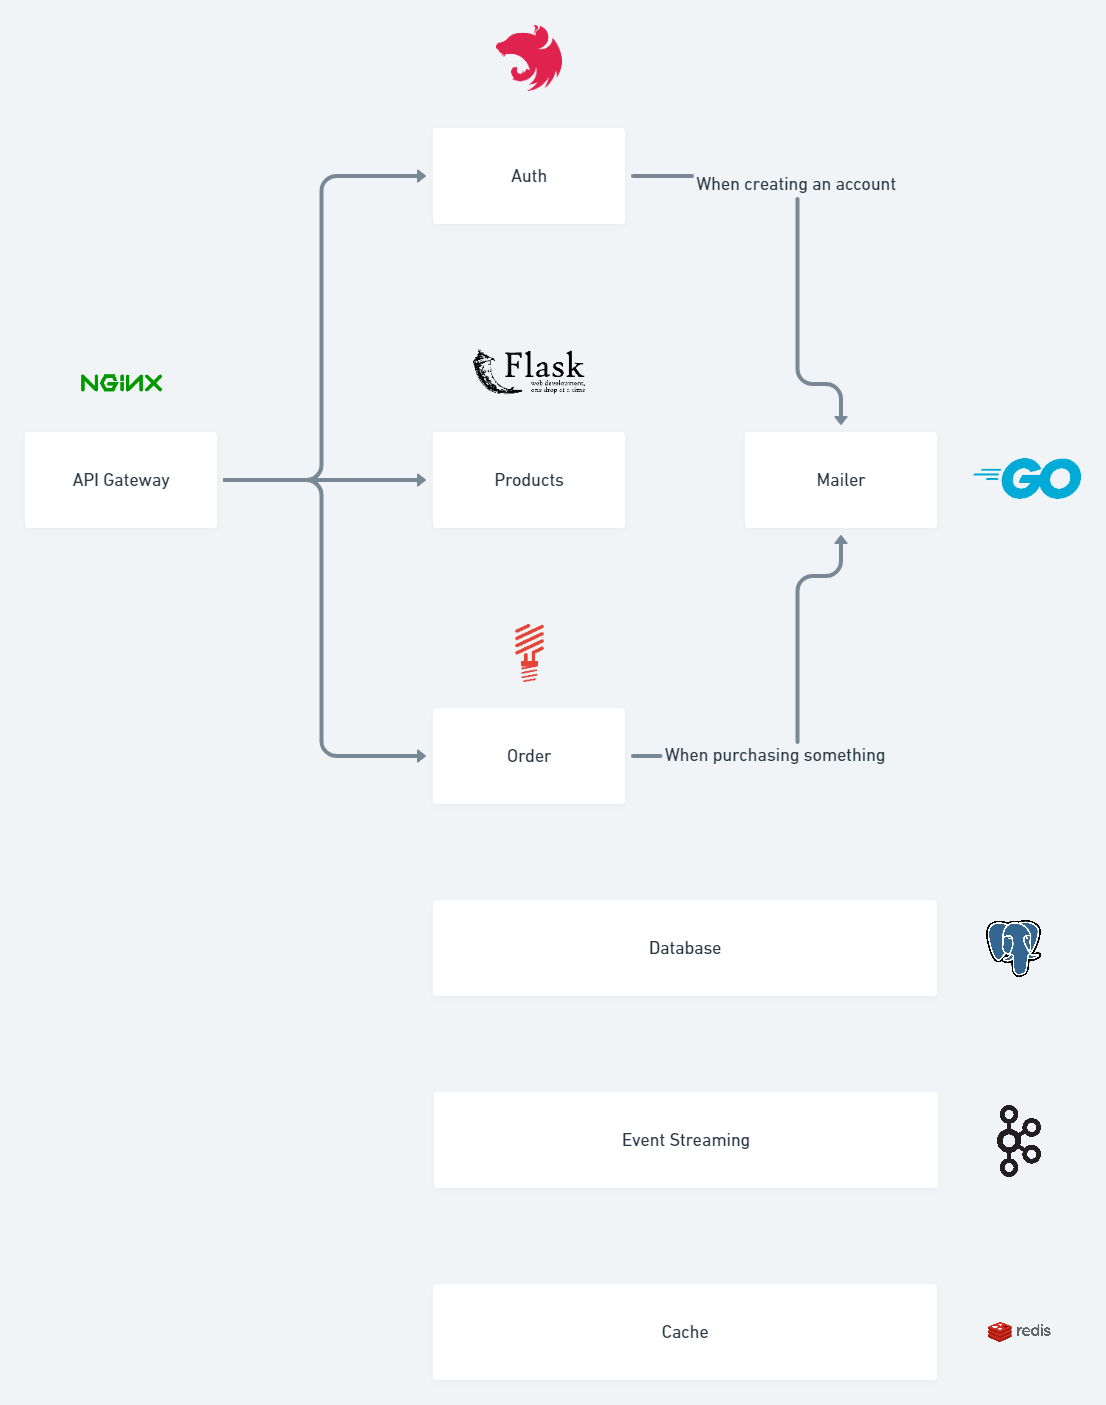 Auth
When creating an account
NGiNX
Flask
web development,
one drop at a time
API Gateway
Products
Mailer
GO
Order
When purchasing something
Database
Event Streaming
Cache
redis